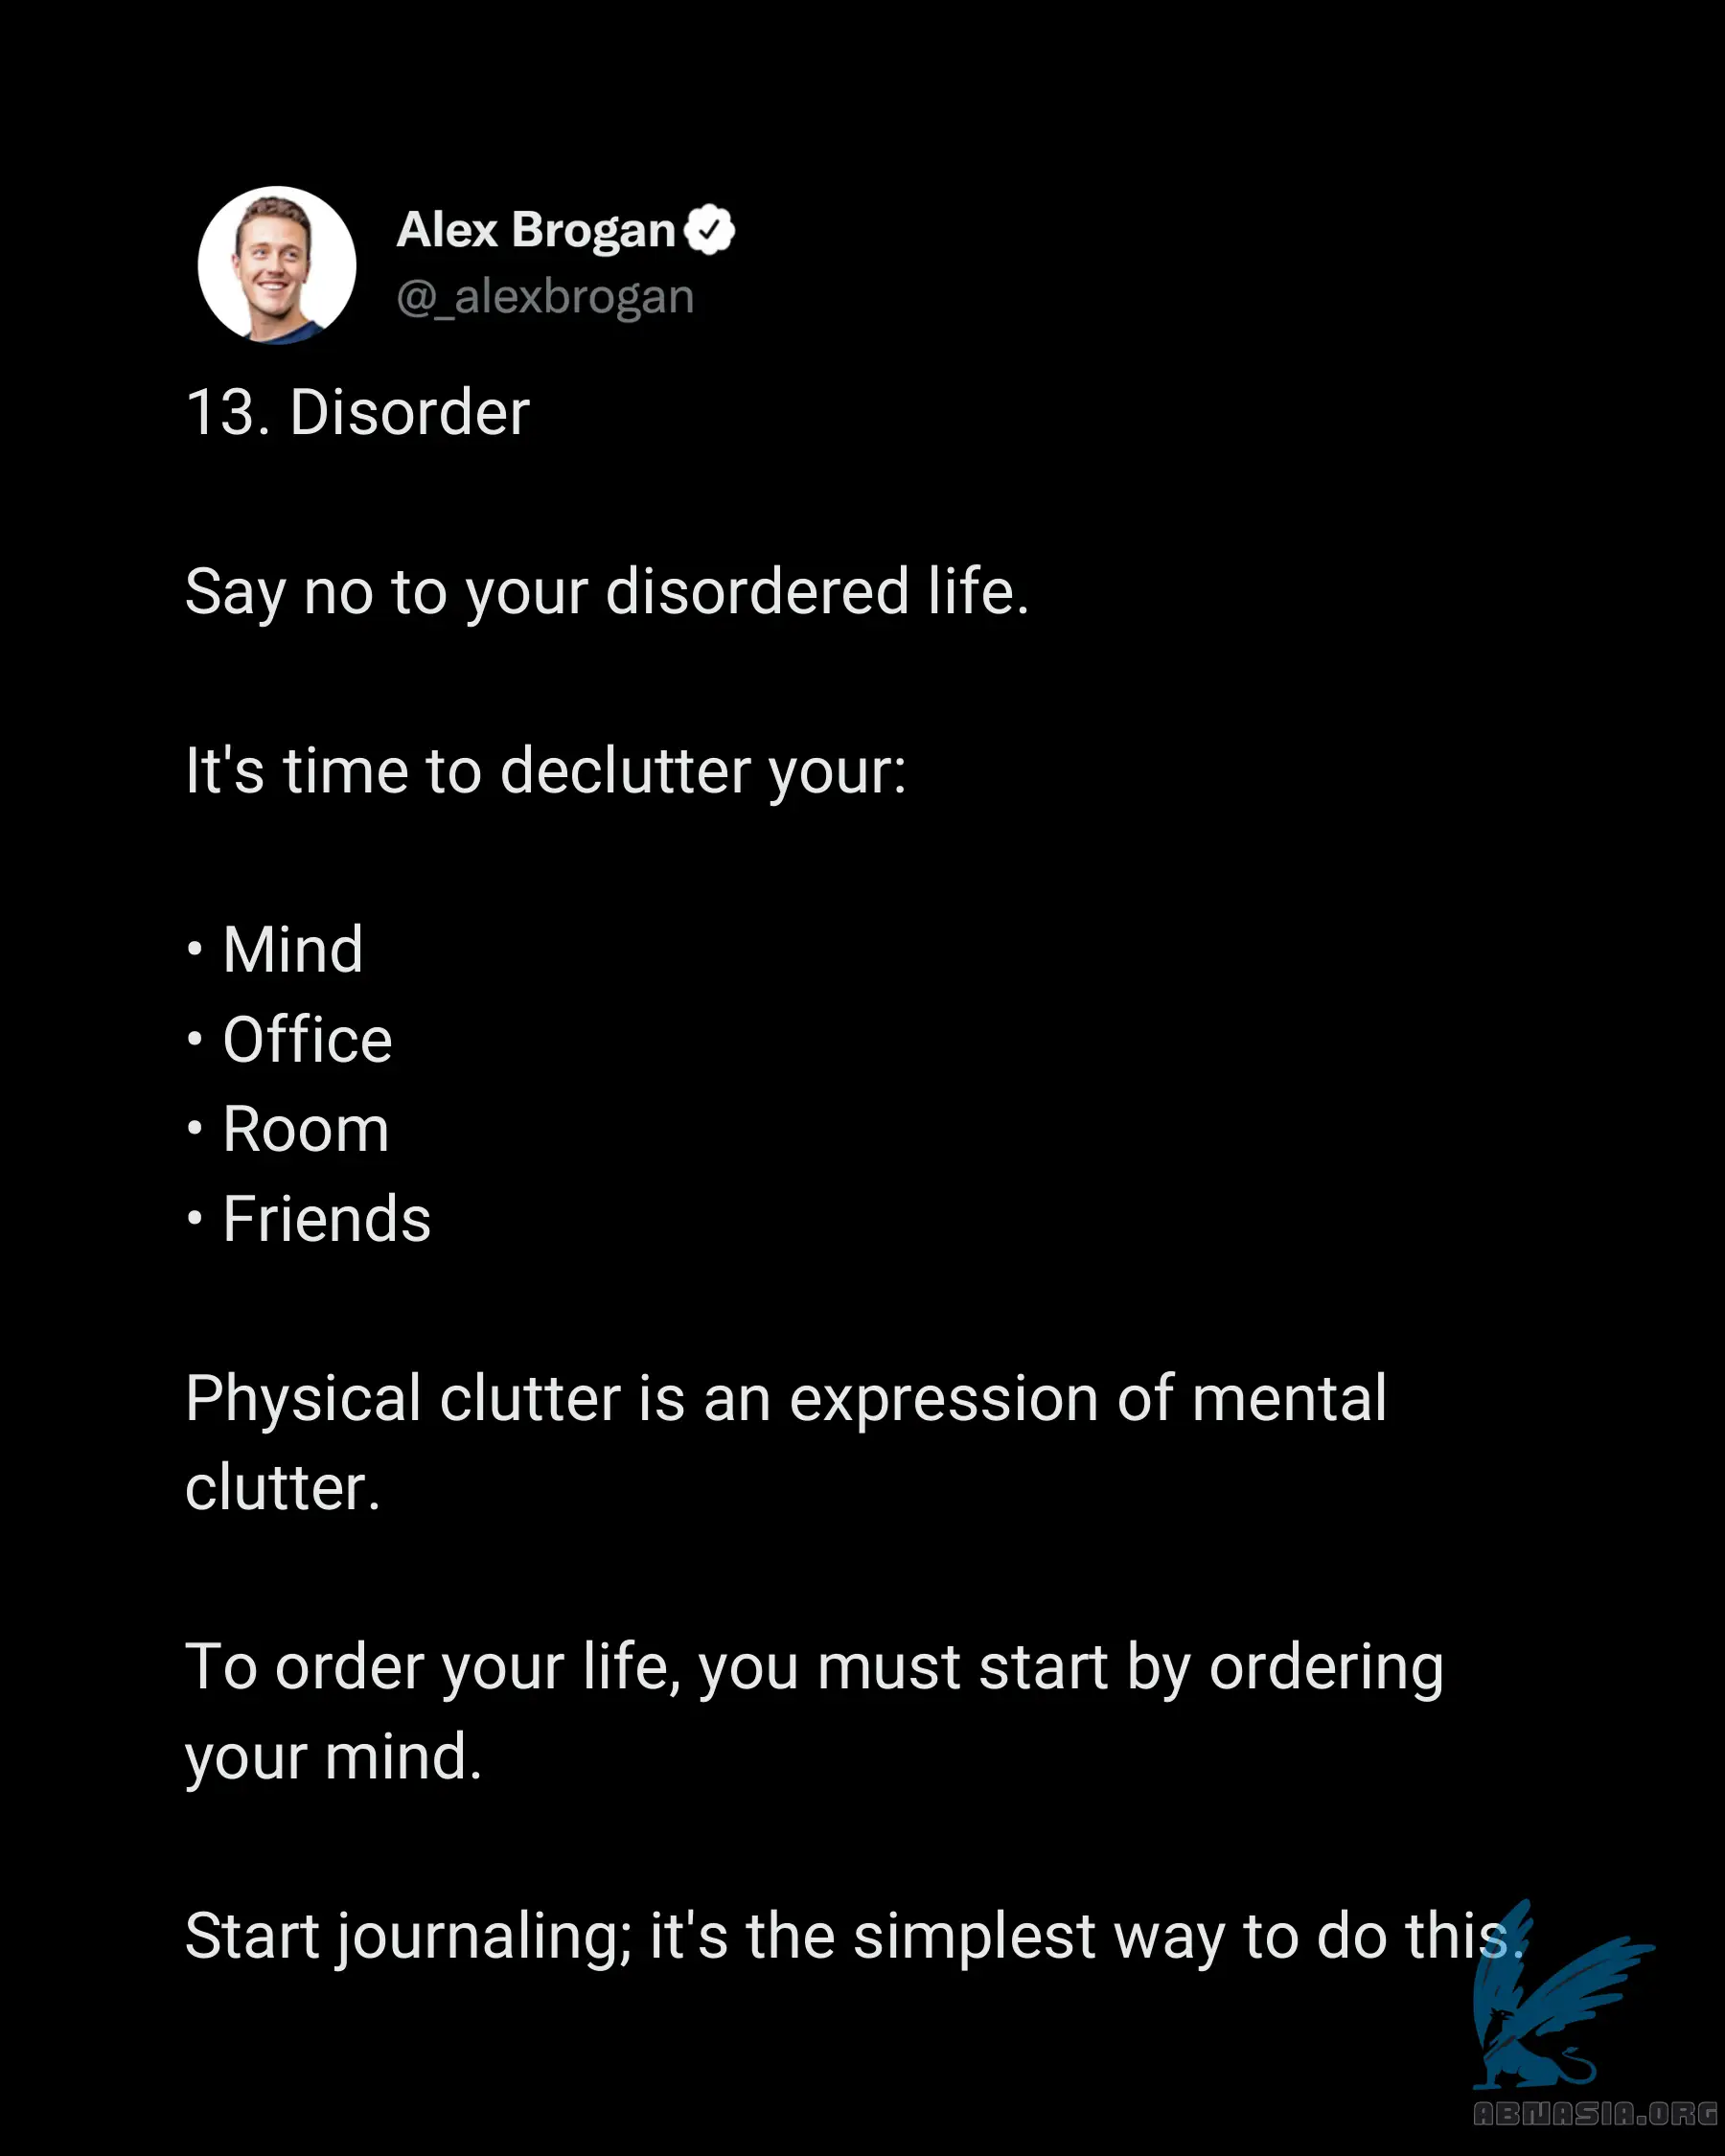 Alex Brogan
@_alexbrogan
13. Disorder
Say no to your disordered life.
It's time to declutter your:
• Mind
• Office
• Room
• Friends
Physical clutter is an expression of mental
clutter.
To order your life, you must start by ordering
your mind.
Start journaling; it's the simplest way to do this.
ABNASIA.ORG